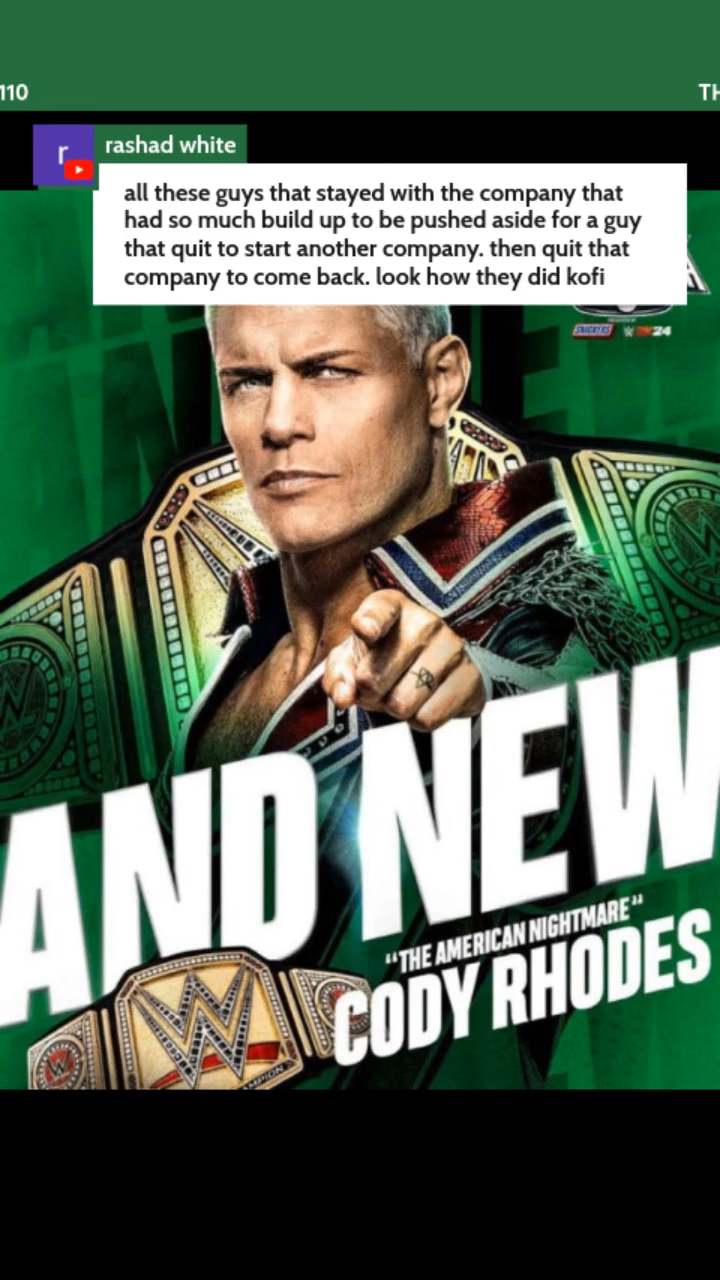 110
TH
r
rashad white
all these guys that stayed with the company that
had so much build up to be pushed aside for a guy
that quit to start another company. then quit that
company to come back. look how they did kofi
SNICKERS W 2K24
AND NEW
"THE AMERICAN NIGHTMARE"
CODY RHODES